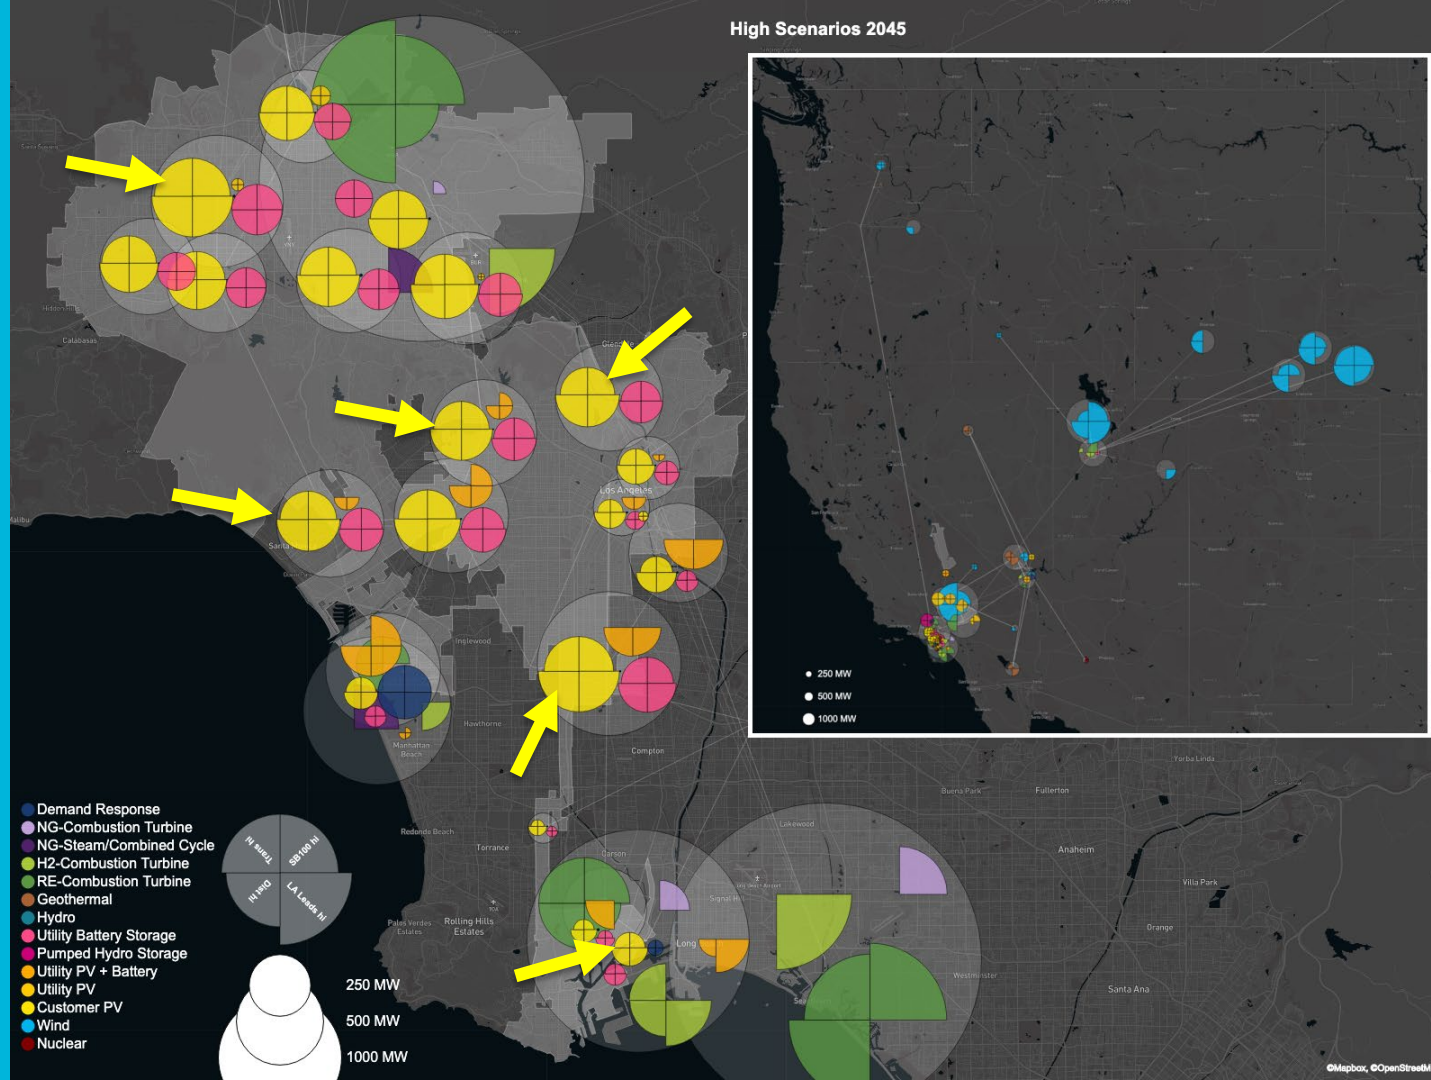 High Scenarios 2045
250 MW
500 MW
1000 MW
Glendale
Calabasas
Malibu
Los Angeles
Inglewood
Hawthorne
Manhattan
Beach
Compton
Redondo Beach
Torrance
Carson
Lakewood
Signal Hill
Long
Palos Verdes
Estates
Rolling Hills
Estates
Buena Park
Fullerton
Yorba Linda
Anaheim
Villa Park
Orange
Westminster
Santa Ana
Demand Response
NG-Combustion Turbine
NG-Steam/Combined Cycle
H2-Combustion Turbine
RE-Combustion Turbine
Geothermal
Hydro
Utility Battery Storage
Pumped Hydro Storage
Utility PV + Battery
Utility PV
Customer PV
Wind
Nuclear
Trans hi
SB100 hi
Dist hi
LA Leads hi
250 MW
500 MW
1000 MW
©Mapbox, ©OpenStreetM